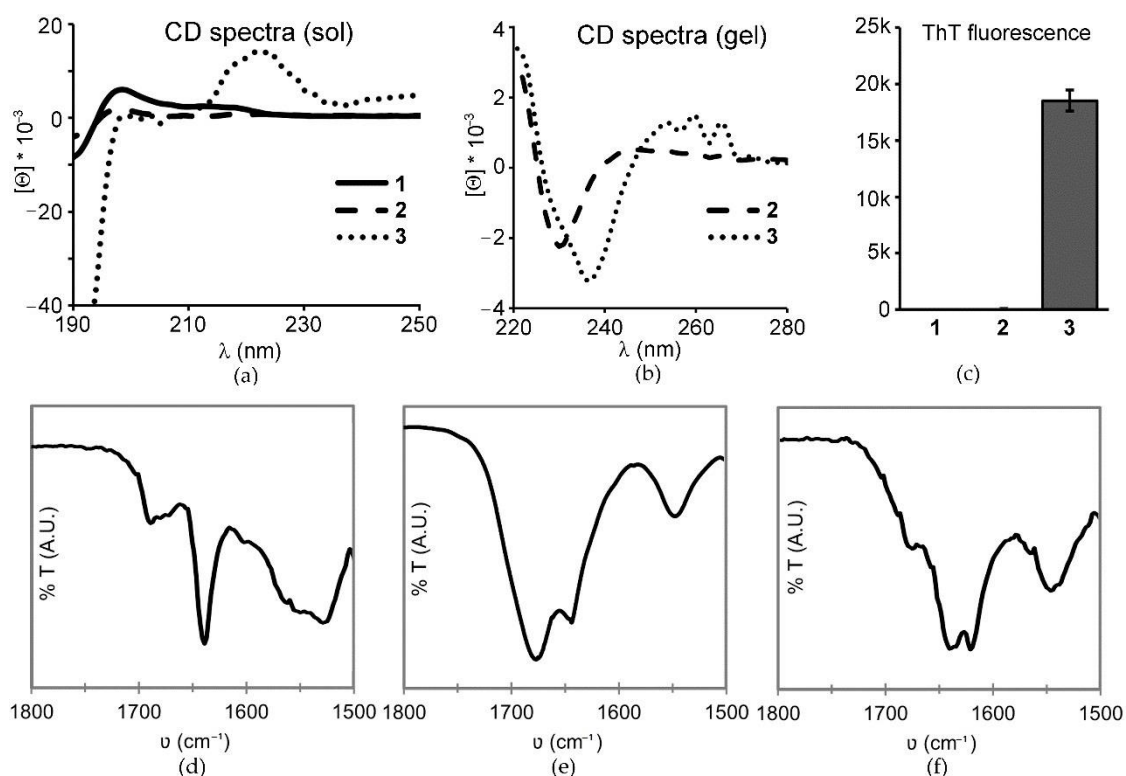 CD spectra (sol)
20
0
−20
−40
[Θ] * 10⁻³
1
2
3
190
210
230
250
λ (nm)
(a)
CD spectra (gel)
4
2
0
−2
−4
[Θ] * 10⁻³
2
3
220
240
260
280
λ (nm)
(b)
ThT fluorescence
25k
20k
15k
10k
5k
0
1
2
3
(c)
% T (A.U.)
1800
1700
1600
1500
υ (cm⁻¹)
(d)
% T (A.U.)
1800
1700
1600
1500
υ (cm⁻¹)
(e)
% T (A.U.)
1800
1700
1600
1500
υ (cm⁻¹)
(f)